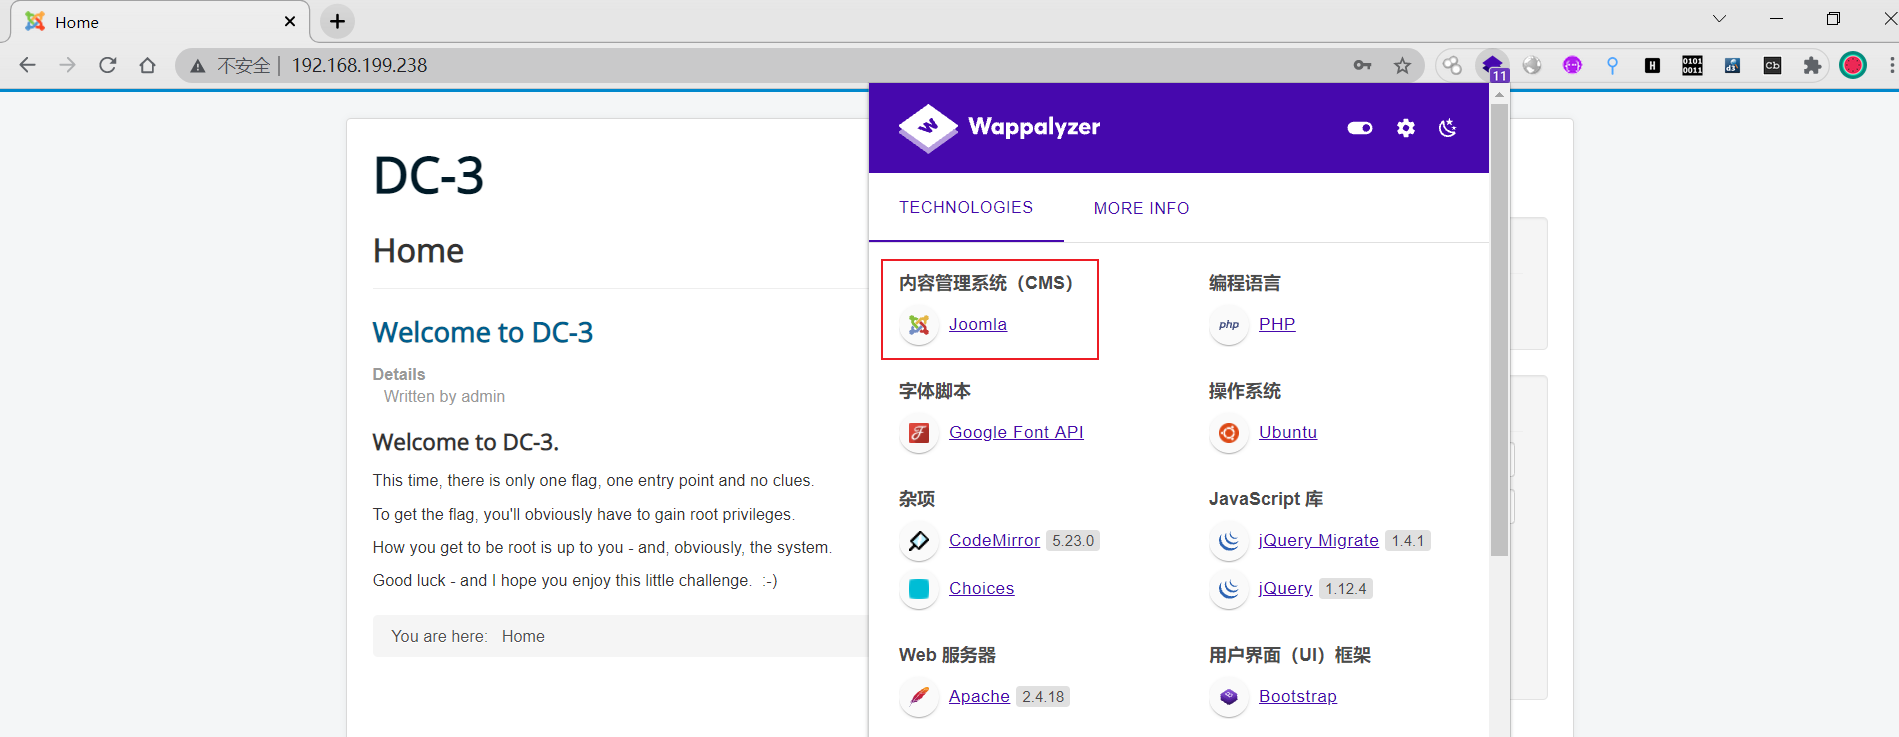 Home
不安全 | 192.168.199.238
11
H
0101
0011
d3
Cb
DC-3
Home
Welcome to DC-3
Details
Written by admin
Welcome to DC-3.
This time, there is only one flag, one entry point and no clues.
To get the flag, you'll obviously have to gain root privileges.
How you get to be root is up to you - and, obviously, the system.
Good luck - and I hope you enjoy this little challenge.  :-)
You are here: Home
Wappalyzer
TECHNOLOGIES
MORE INFO
内容管理系统（CMS）
Joomla
编程语言
php PHP
字体脚本
Google Font API
操作系统
Ubuntu
杂项
CodeMirror 5.23.0
Choices
JavaScript 库
jQuery Migrate 1.4.1
jQuery 1.12.4
Web 服务器
Apache 2.4.18
用户界面（UI）框架
Bootstrap